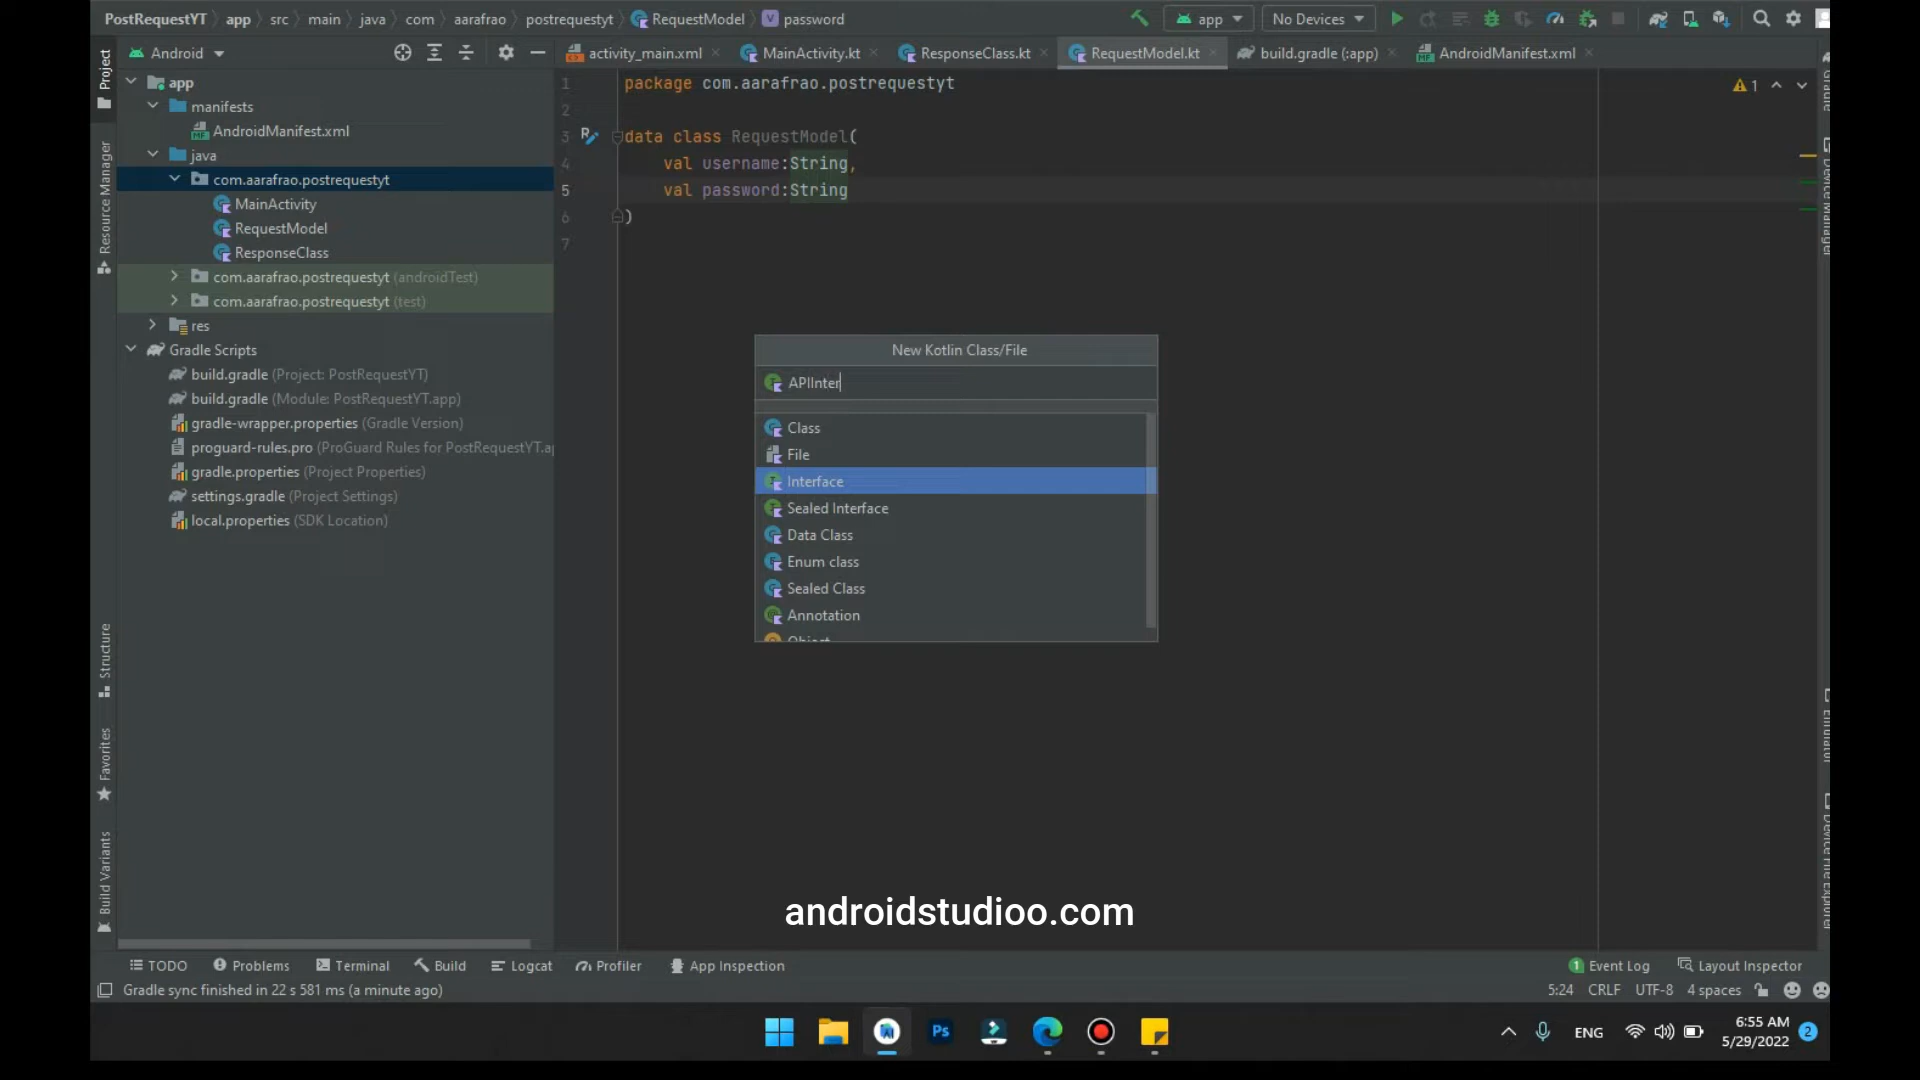 PostRequestYT app src main java com aarafrao postrequestyt RequestModel password
app No Devices
Android
activity_main.xml MainActivity.kt ResponseClass.kt RequestModel.kt build.gradle (:app) AndroidManifest.xml
Project
Resource Manager
Structure
Favorites
Build Variants
app
manifests
AndroidManifest.xml
java
com.aarafrao.postrequestyt
MainActivity
RequestModel
ResponseClass
com.aarafrao.postrequestyt (androidTest)
com.aarafrao.postrequestyt (test)
res
Gradle Scripts
build.gradle (Project: PostRequestYT)
build.gradle (Module: PostRequestYT.app)
gradle-wrapper.properties (Gradle Version)
proguard-rules.pro (ProGuard Rules for PostRequestYT.a
gradle.properties (Project Properties)
settings.gradle (Project Settings)
local.properties (SDK Location)
1 package com.aarafrao.postrequestyt
2
3 data class RequestModel(
4 val username:String,
5 val password:String
6 )
7
1
New Kotlin Class/File
APIInter
Class
File
Interface
Sealed Interface
Data Class
Enum class
Sealed Class
Annotation
Object
androidstudioo.com
TODO Problems Terminal Build Logcat Profiler App Inspection
1 Event Log Layout Inspector
Gradle sync finished in 22 s 581 ms (a minute ago)
5:24 CRLF UTF-8 4 spaces
Ps
ENG
6:55 AM
5/29/2022
2